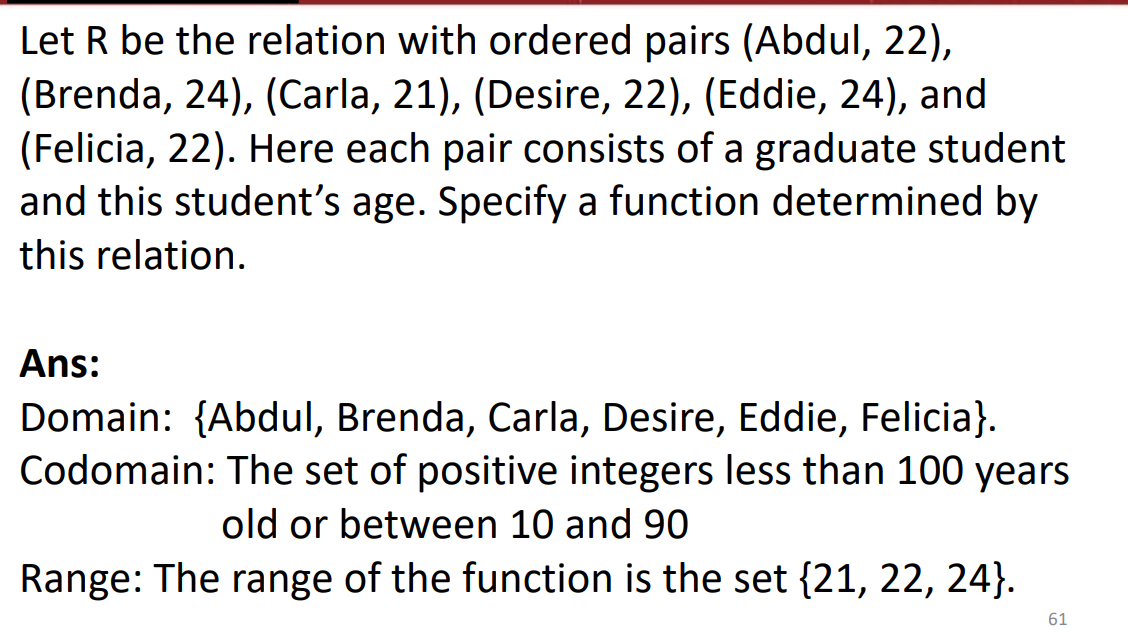 Let R be the relation with ordered pairs (Abdul, 22),
(Brenda, 24), (Carla, 21), (Desire, 22), (Eddie, 24), and
(Felicia, 22). Here each pair consists of a graduate student
and this student’s age. Specify a function determined by
this relation.
Ans:
Domain: {Abdul, Brenda, Carla, Desire, Eddie, Felicia}.
Codomain: The set of positive integers less than 100 years
old or between 10 and 90
Range: The range of the function is the set {21, 22, 24}.
61